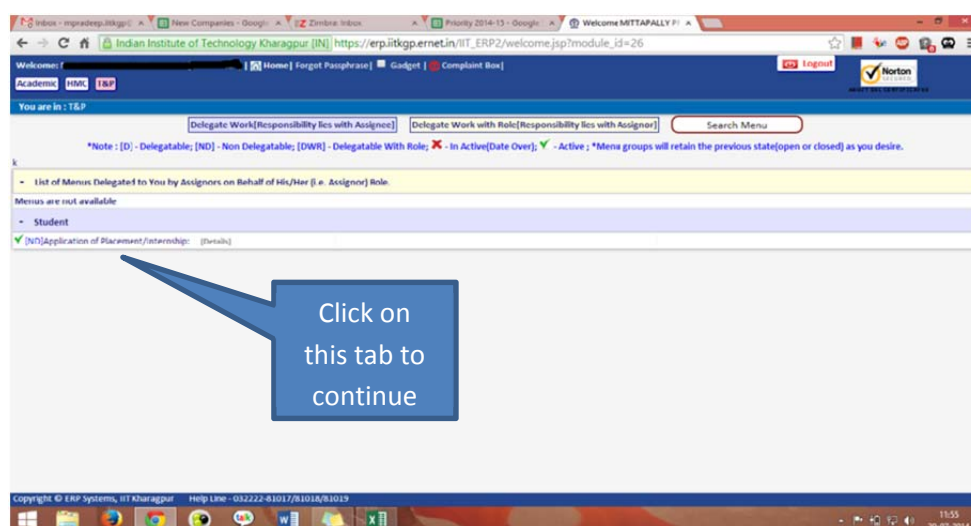 Inbox - mpradeep.iitkgp@
New Companies - Google
Zimbra: Inbox
Priority 2014-15 - Google
Welcome MITTAPALLY P
Indian Institute of Technology Kharagpur [IN] https://erp.iitkgp.ernet.in/IIT_ERP2/welcome.jsp?module_id=26
Welcome: | Home| Forgot Passphrase| Gadget | Complaint Box|
Logout
Norton
SECURED
Academic HMC T&P
You are in : T&P
Delegate Work[Responsibility lies with Assignee] Delegate Work with Role[Responsibility lies with Assignor] Search Menu
*Note : [D] - Delegatable; [ND] - Non Delegatable; [DWR] - Delegatable With Role; ✗ - In Active(Date Over); ✓ - Active ; *Menu groups will retain the previous state(open or closed) as you desire.
k
- List of Menus Delegated to You by Assignors on Behalf of His/Her (i.e. Assignor) Role.
Menus are not available
- Student
✓ [ND]Application of Placement/Internship: [Details]
Click on
this tab to
continue
Copyright © ERP Systems, IIT Kharagpur Help Line - 032222-81017/81018/81019
11:55